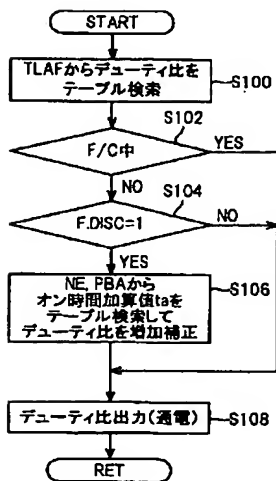 START
TLAFからデューティ比を
テーブル検索
S100
S102
F/C中
YES
NO
S104
F.DISC=1
NO
YES
NE, PBAから
オン時間加算値taを
テーブル検索して
デューティ比を増加補正
S106
デューティ比出力(通電)
S108
RET